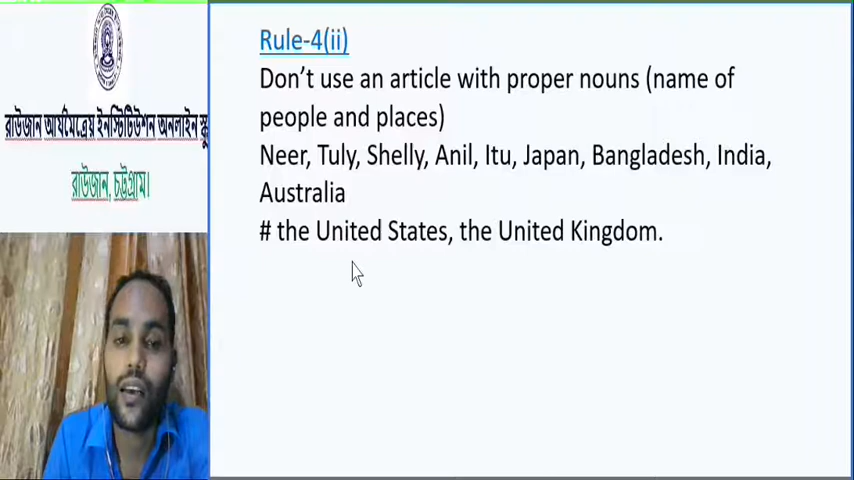 রাউজান আর্যমৈত্রেয় ইনস্টিটিউশন অনলাইন স্কু
রাউজান, চট্টগ্রাম।
Rule-4(ii)
Don’t use an article with proper nouns (name of
people and places)
Neer, Tuly, Shelly, Anil, Itu, Japan, Bangladesh, India,
Australia
# the United States, the United Kingdom.